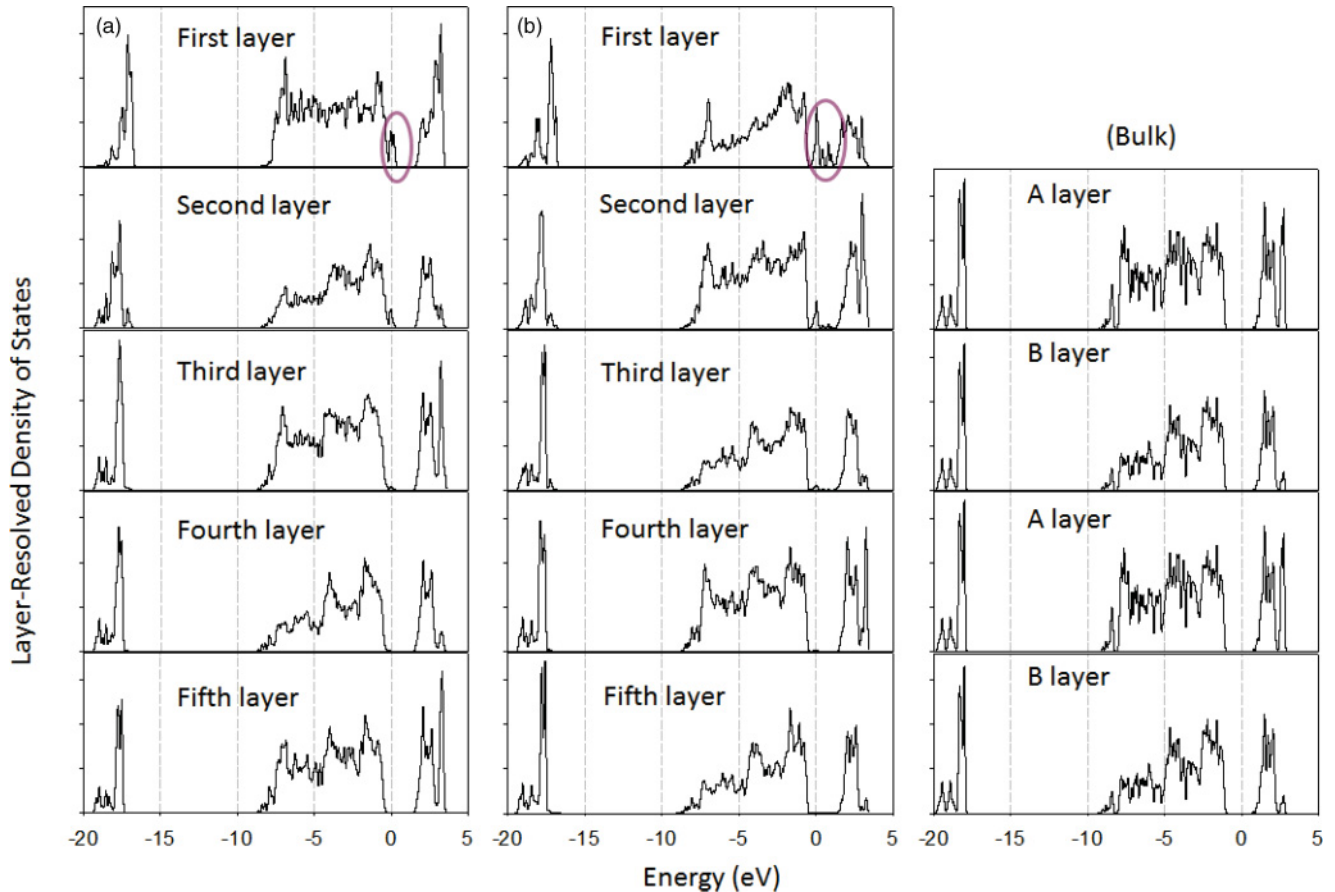 (a)
First layer
Second layer
Third layer
Fourth layer
Fifth layer
(b)
First layer
Second layer
Third layer
Fourth layer
Fifth layer
(Bulk)
A layer
B layer
A layer
B layer
Layer-Resolved Density of States
-20 -15 -10 -5 0 5
-20 -15 -10 -5 0 5
-20 -15 -10 -5 0 5
Energy (eV)